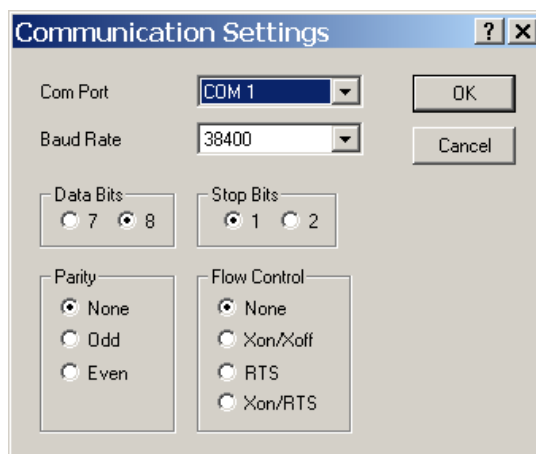 Communication Settings ? X
Com Port COM 1 OK
Baud Rate 38400 Cancel
Data Bits Stop Bits
7 8 1 2
Parity Flow Control
None None
Odd Xon/Xoff
Even RTS
Xon/RTS